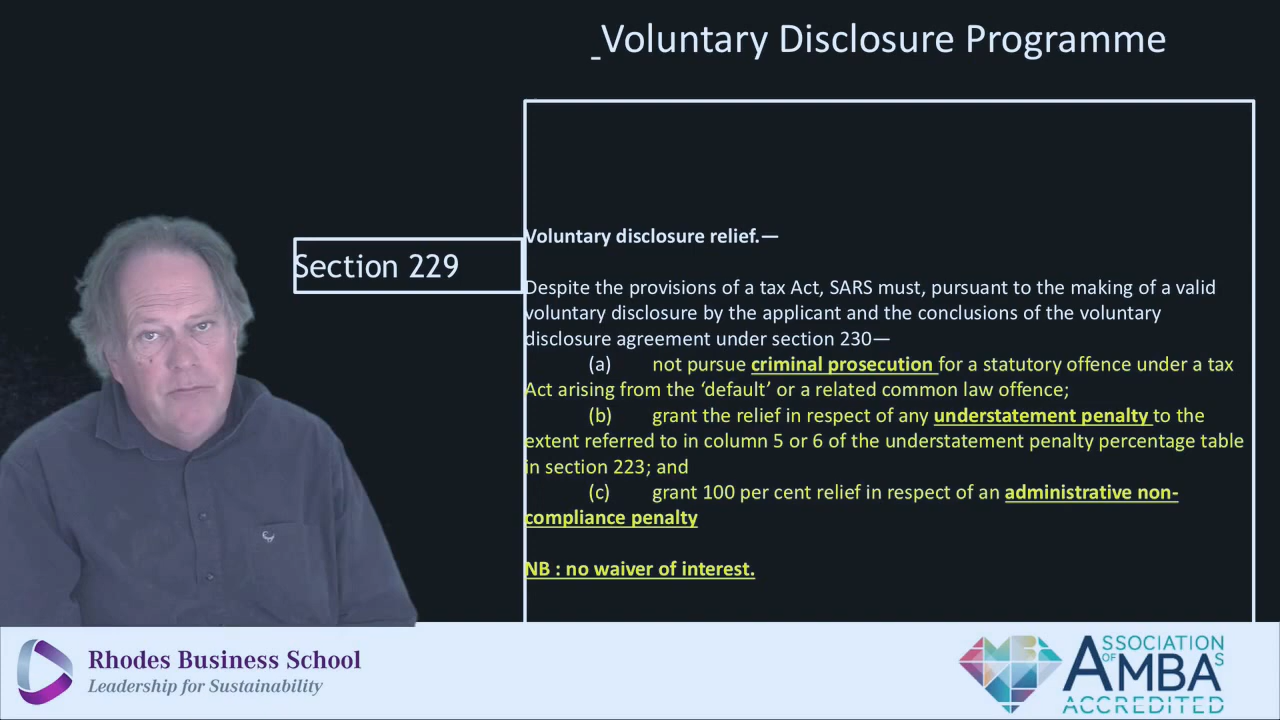 Voluntary Disclosure Programme
Section 229
Voluntary disclosure relief.—
Despite the provisions of a tax Act, SARS must, pursuant to the making of a valid
voluntary disclosure by the applicant and the conclusions of the voluntary
disclosure agreement under section 230—
(a) not pursue criminal prosecution for a statutory offence under a tax
Act arising from the ‘default’ or a related common law offence;
(b) grant the relief in respect of any understatement penalty to the
extent referred to in column 5 or 6 of the understatement penalty percentage table
in section 223; and
(c) grant 100 per cent relief in respect of an administrative non-
compliance penalty
NB : no waiver of interest.
Rhodes Business School
Leadership for Sustainability
ASSOCIATION
OF MBAS
ACCREDITED